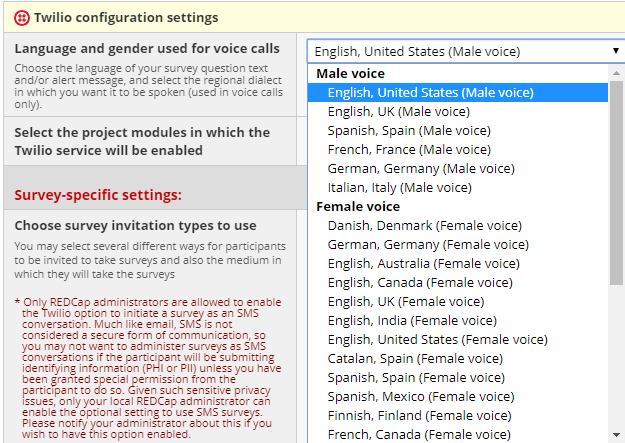 Twilio configuration settings
Language and gender used for voice calls
Choose the language of your survey question text
and/or alert message, and select the regional dialect
in which you want it to be spoken (used in voice calls
only).
English, United States (Male voice)
Male voice
English, United States (Male voice)
English, UK (Male voice)
Spanish, Spain (Male voice)
French, France (Male voice)
German, Germany (Male voice)
Italian, Italy (Male voice)
Female voice
Danish, Denmark (Female voice)
German, Germany (Female voice)
English, Australia (Female voice)
English, Canada (Female voice)
English, UK (Female voice)
English, India (Female voice)
English, United States (Female voice)
Catalan, Spain (Female voice)
Spanish, Spain (Female voice)
Spanish, Mexico (Female voice)
Finnish, Finland (Female voice)
French, Canada (Female voice)
Select the project modules in which the
Twilio service will be enabled
Survey-specific settings:
Choose survey invitation types to use
You may select several different ways for participants
to be invited to take surveys and also the medium in
which they will take the surveys
* Only REDCap administrators are allowed to enable
the Twilio option to initiate a survey as an SMS
conversation. Much like email, SMS is not
considered a secure form of communication, so
you may not want to administer surveys as SMS
conversations if the participant will be submitting
identifying information (PHI or PII) unless you have
been granted special permission from the
participant to do so. Given such sensitive privacy
issues, only your local REDCap administrator can
enable the optional setting to use SMS surveys.
Please notify your administrator about this if you
wish to have this option enabled.